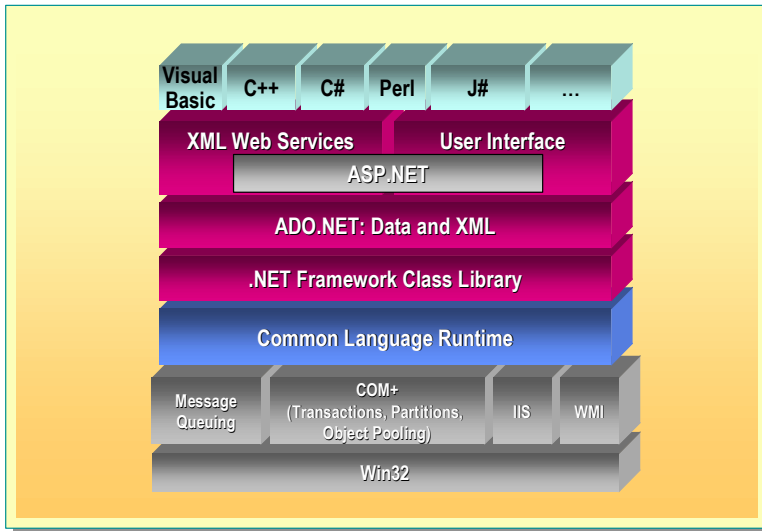 Visual
Basic
C++
C#
Perl
J#
...
XML Web Services
User Interface
ASP.NET
ADO.NET: Data and XML
.NET Framework Class Library
Common Language Runtime
Message
Queuing
COM+
(Transactions, Partitions,
Object Pooling)
IIS
WMI
Win32